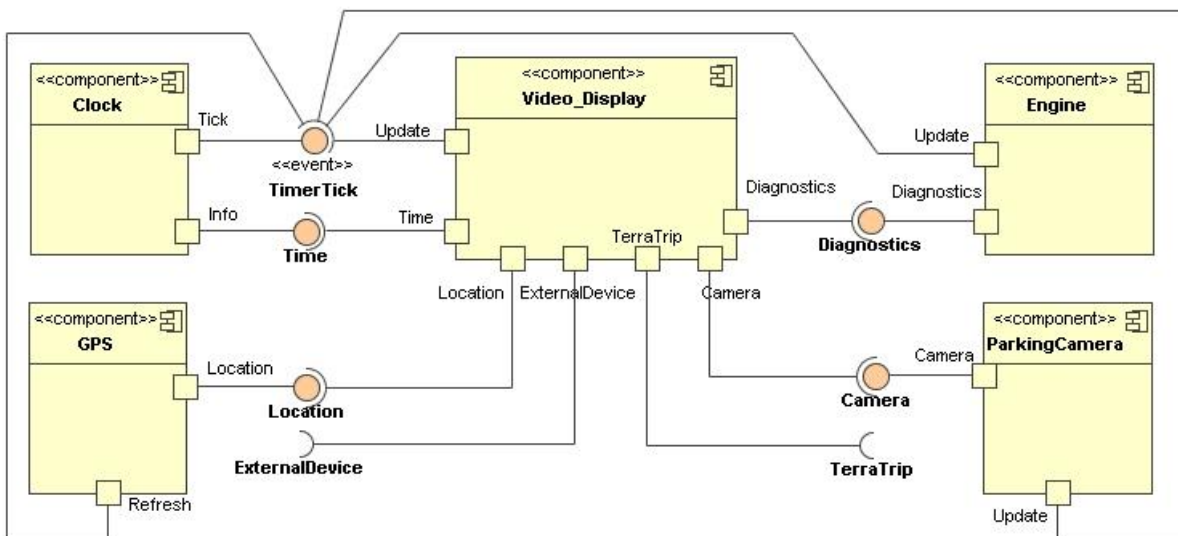 <<component>>
Clock
Tick
Info
<<event>>
TimerTick
Time
<<component>>
Video_Display
Update
Time
Diagnostics
TerraTrip
Location
ExternalDevice
Camera
<<component>>
Engine
Update
Diagnostics
Diagnostics
<<component>>
GPS
Location
Location
ExternalDevice
Refresh
<<component>>
ParkingCamera
Camera
Camera
TerraTrip
Update